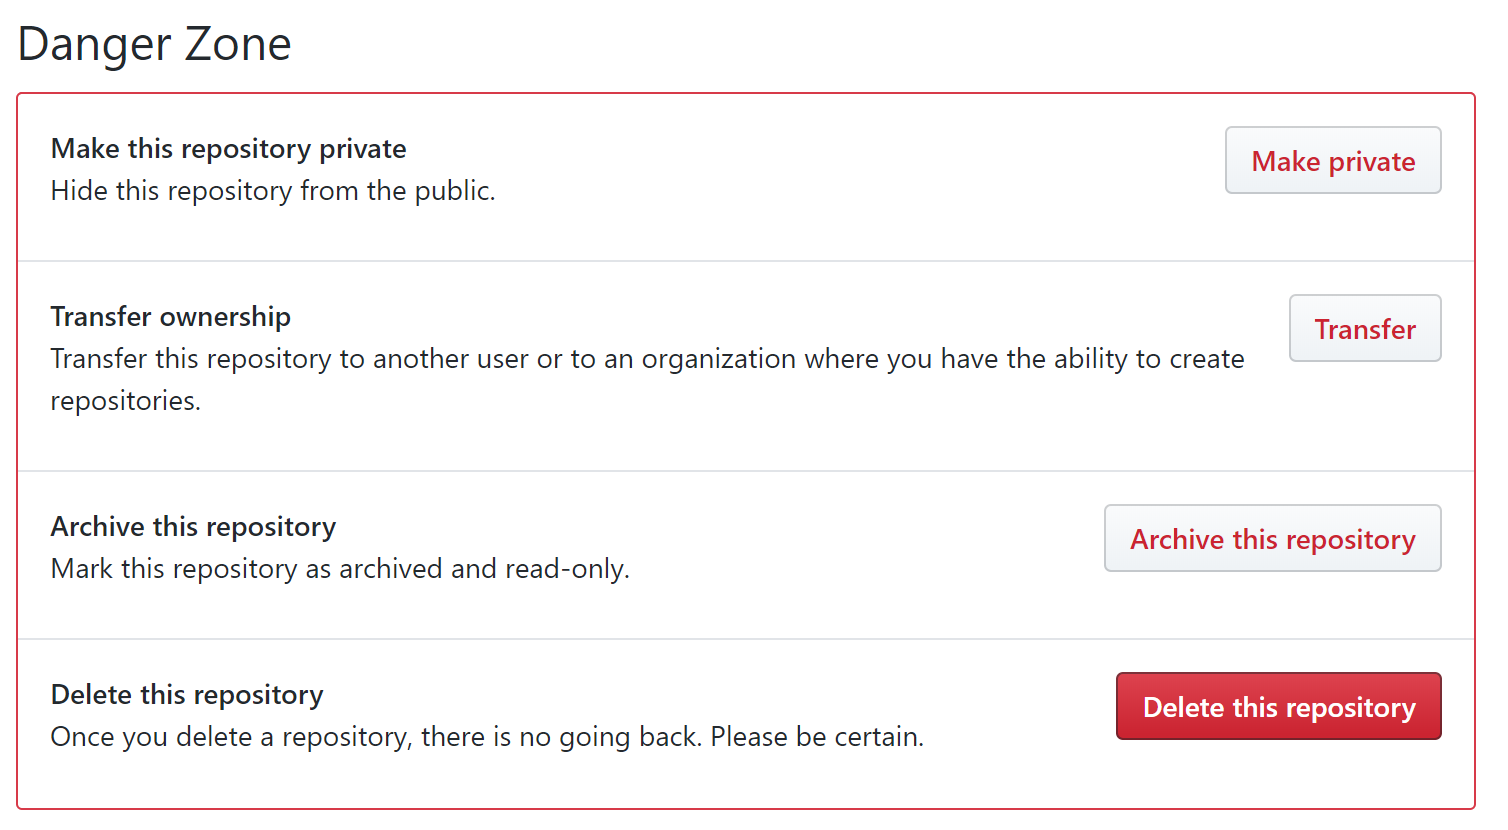 Danger Zone
Make this repository private
Hide this repository from the public.
Make private
Transfer ownership
Transfer this repository to another user or to an organization where you have the ability to create
repositories.
Transfer
Archive this repository
Mark this repository as archived and read-only.
Archive this repository
Delete this repository
Once you delete a repository, there is no going back. Please be certain.
Delete this repository